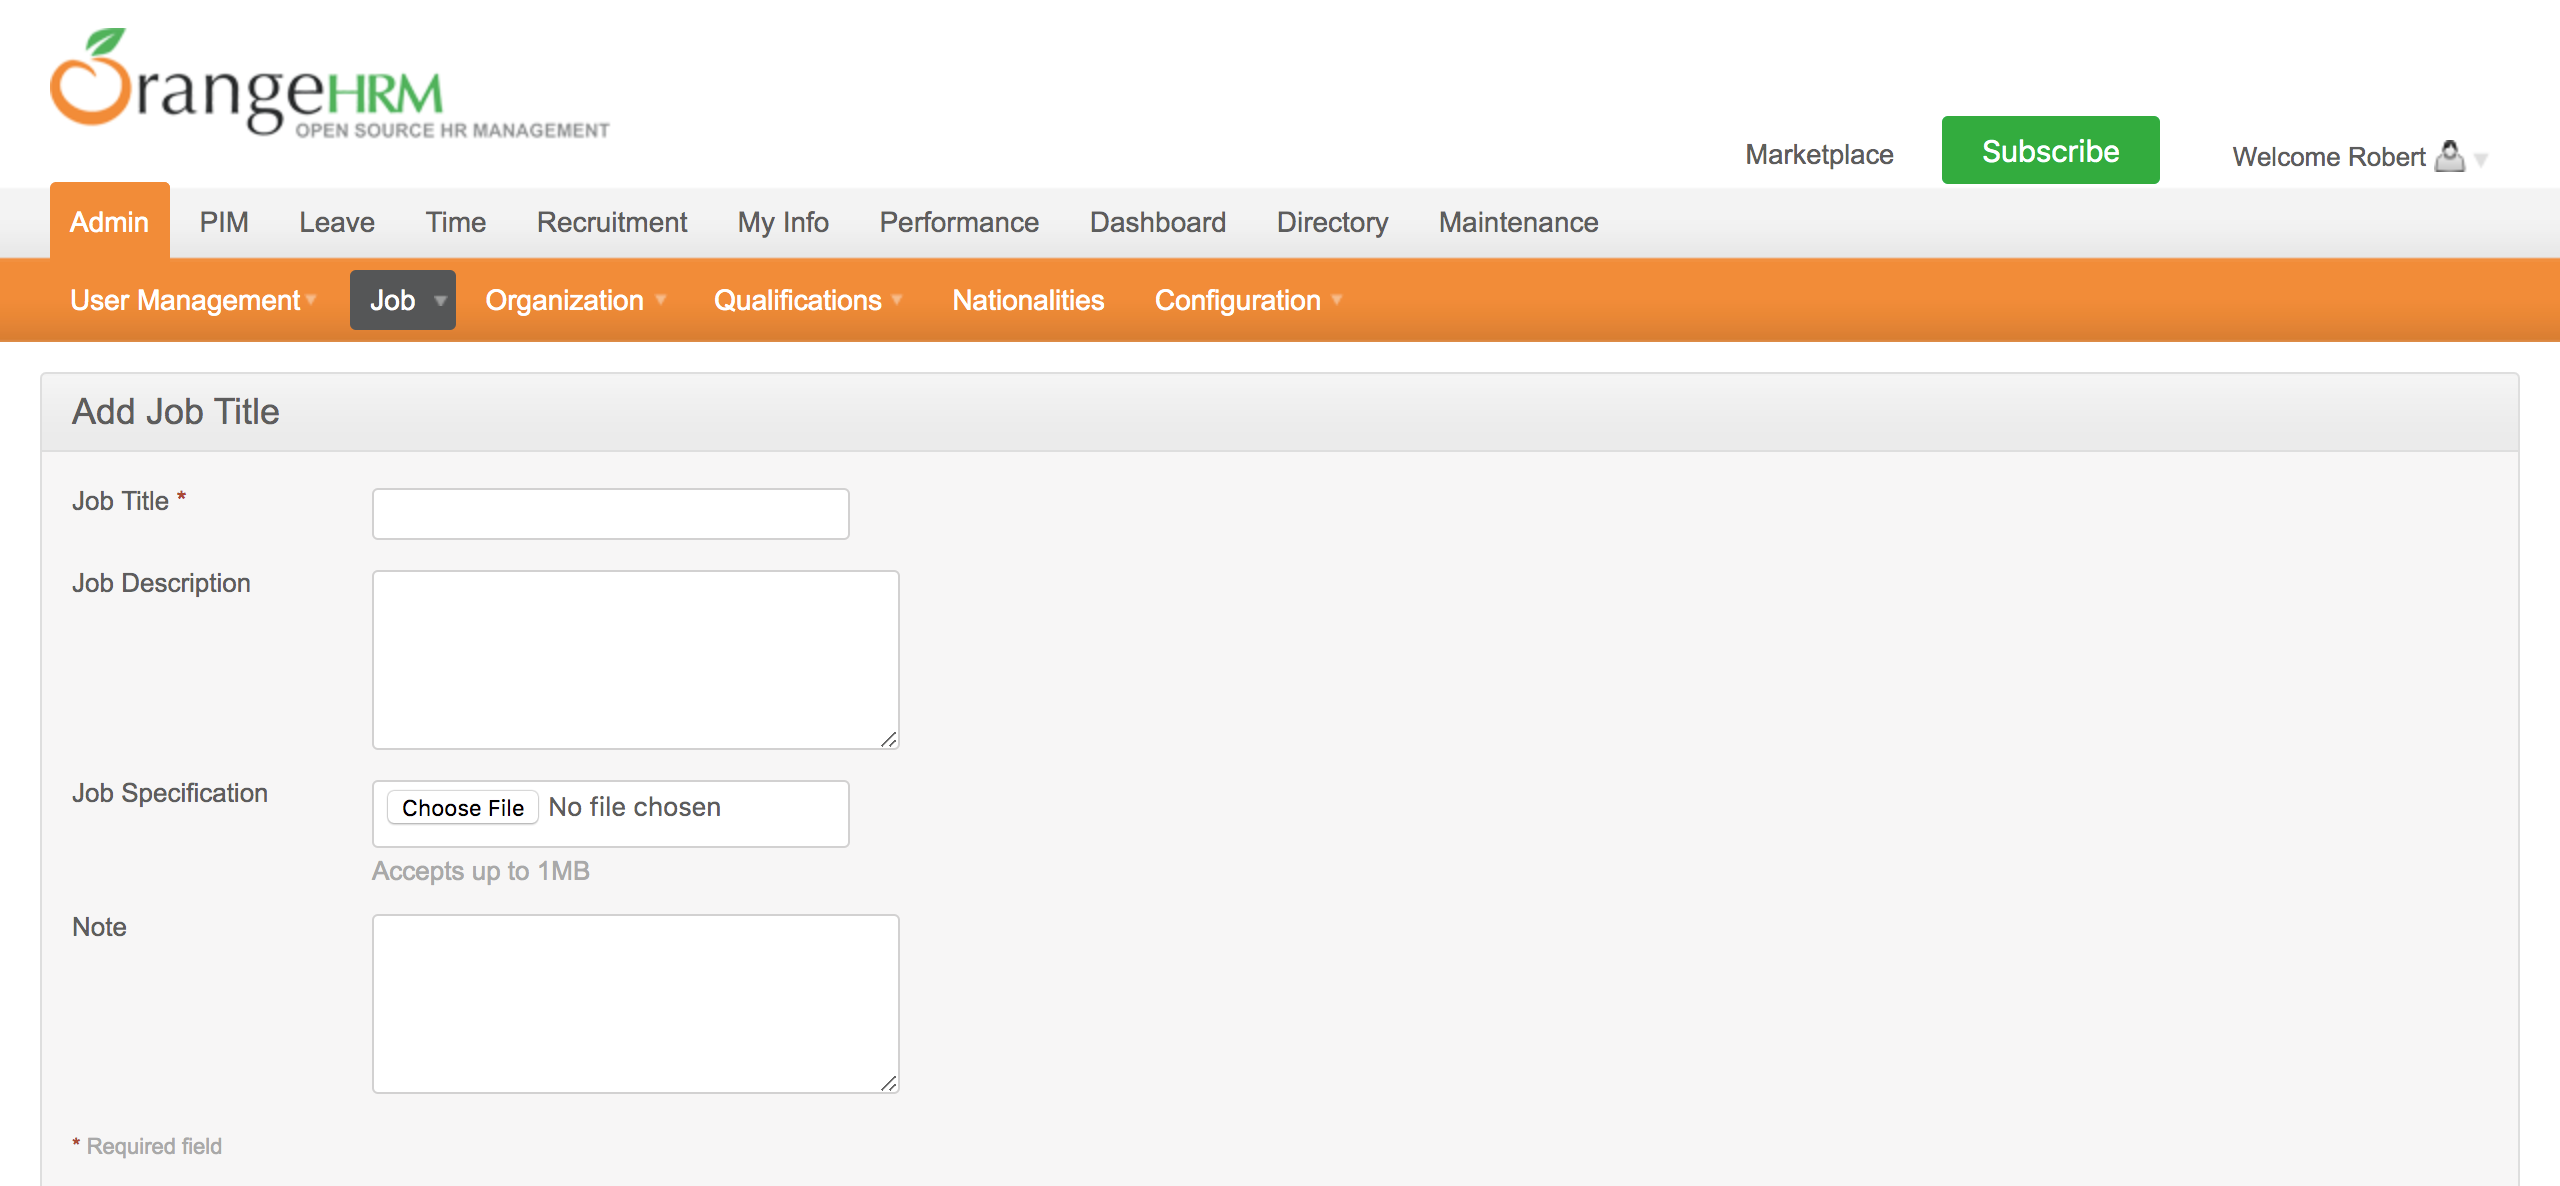 OrangeHRM
OPEN SOURCE HR MANAGEMENT
Marketplace
Subscribe
Welcome Robert
Admin PIM Leave Time Recruitment My Info Performance Dashboard Directory Maintenance
User Management Job Organization Qualifications Nationalities Configuration
Add Job Title
Job Title *
Job Description
Job Specification
Choose File No file chosen
Accepts up to 1MB
Note
* Required field